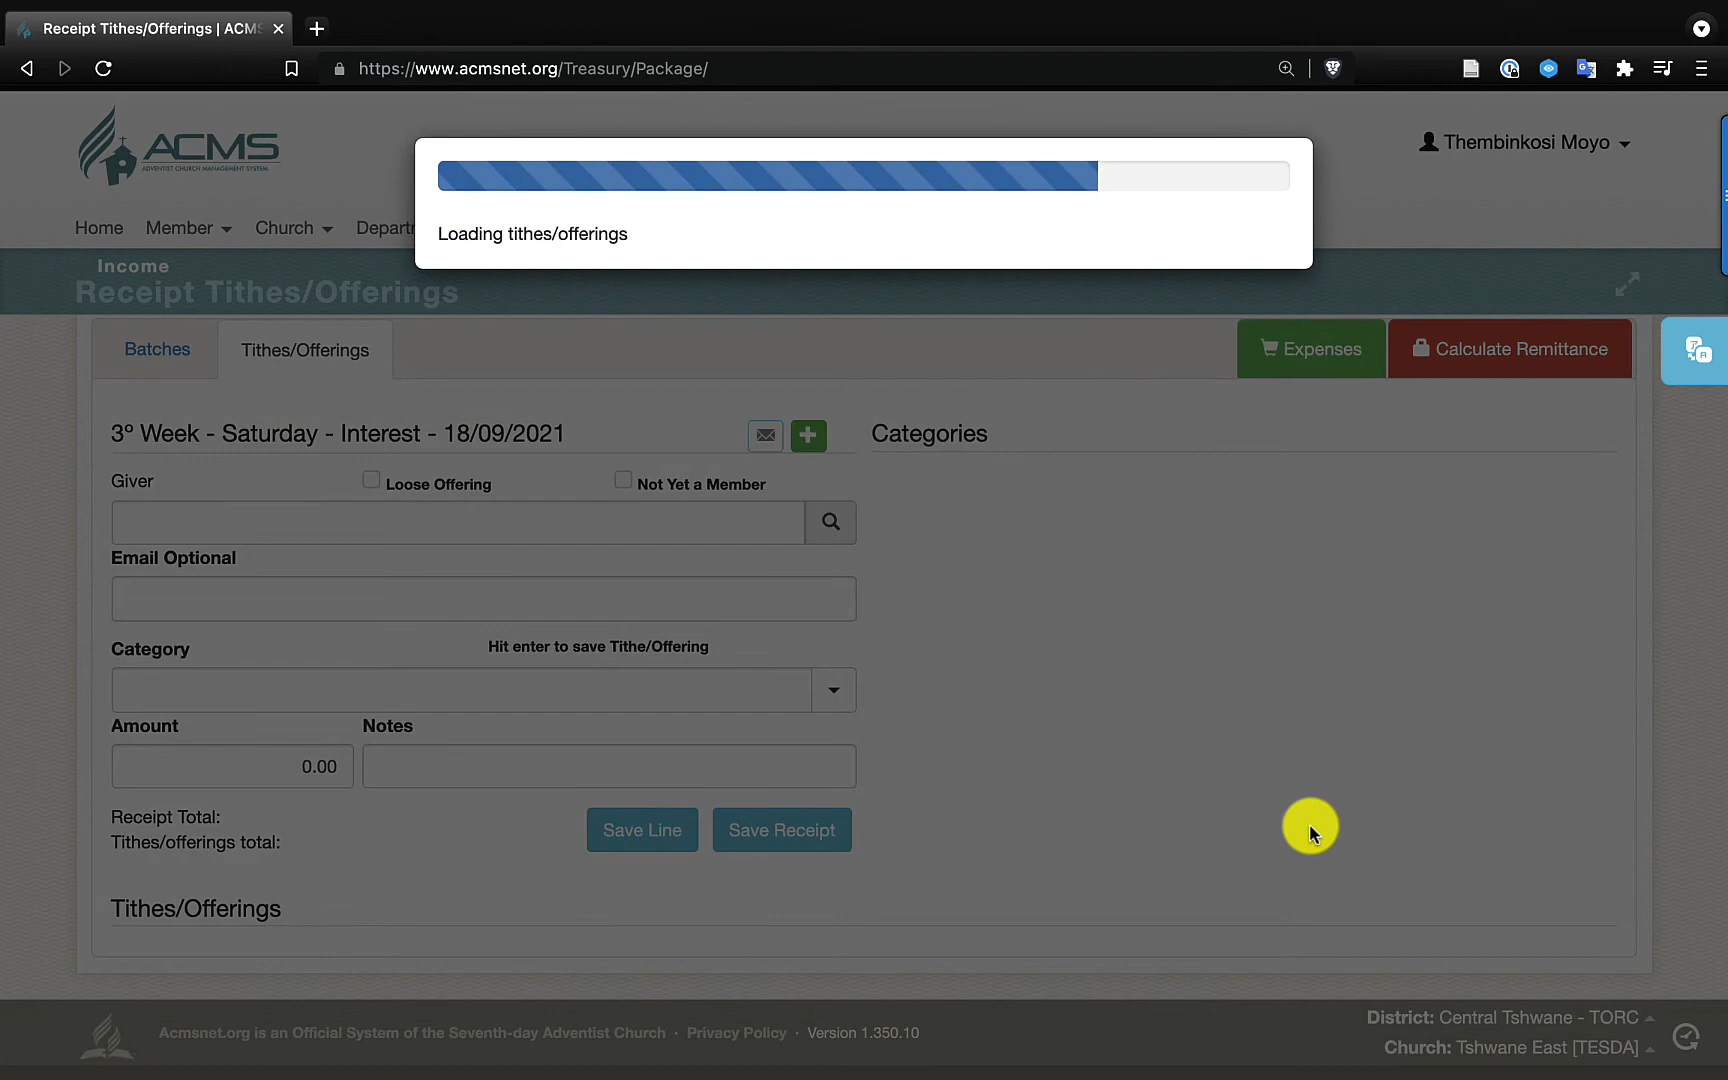 Receipt Tithes/Offerings | ACMS
https://www.acmsnet.org/Treasury/Package/
ACMS
ADVENTIST CHURCH MANAGEMENT SYSTEM
Thembinkosi Moyo
Loading tithes/offerings
Home Member Church Depart
Income
Receipt Tithes/Offerings
Batches Tithes/Offerings Expenses Calculate Remittance
3º Week - Saturday - Interest - 18/09/2021
Categories
Giver Loose Offering Not Yet a Member
Email Optional
Category Hit enter to save Tithe/Offering
Amount Notes
0.00
Receipt Total:
Tithes/offerings total:
Save Line Save Receipt
Tithes/Offerings
Acmsnet.org is an Official System of the Seventh-day Adventist Church · Privacy Policy · Version 1.350.10
District: Central Tshwane - TORC
Church: Tshwane East [TESDA]